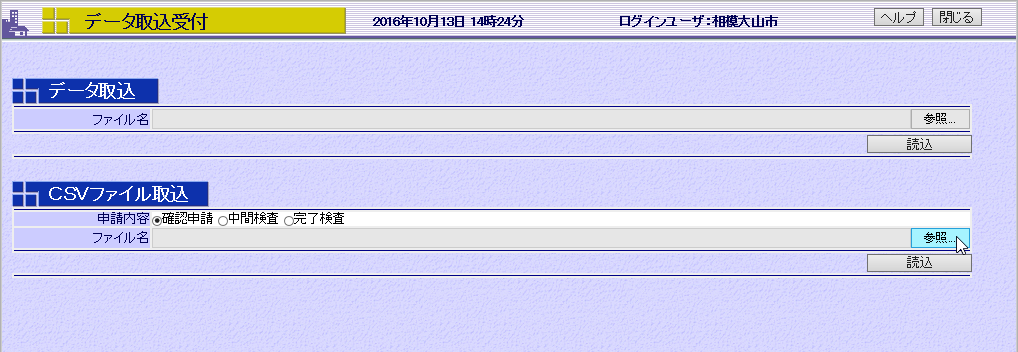 データ取込受付 2016年10月13日 14時24分 ログインユーザ：相模大山市 ヘルプ 閉じる
データ取込
ファイル名 参照...
読込
CSVファイル取込
申請内容 確認申請 中間検査 完了検査
ファイル名 参照...
読込